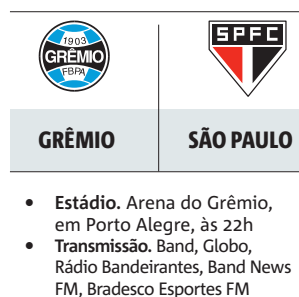 1903
GRÊMIO
FBPA
SPFC
GRÊMIO
SÃO PAULO
• Estádio. Arena do Grêmio,
em Porto Alegre, às 22h
• Transmissão. Band, Globo,
Rádio Bandeirantes, Band News
FM, Bradesco Esportes FM